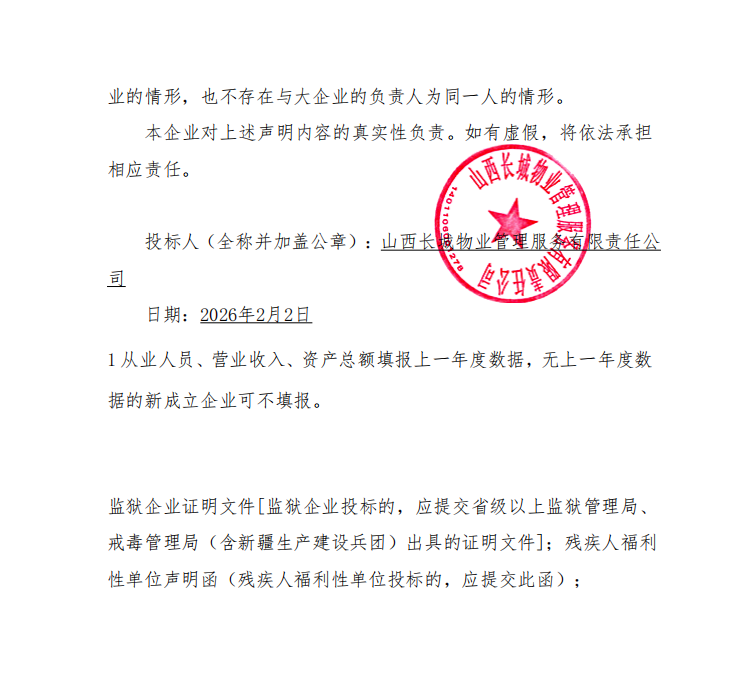 业的情形，也不存在与大企业的负责人为同一人的情形。
本企业对上述声明内容的真实性负责。如有虚假，将依法承担
相应责任。
山西长城物业管理服务有限责任公司
投标人（全称并加盖公章）：山西长城物业管理服务有限责任公
司
日期：2026年2月2日
1 从业人员、营业收入、资产总额填报上一年度数据，无上一年度数
据的新成立企业可不填报。
监狱企业证明文件[监狱企业投标的，应提交省级以上监狱管理局、
戒毒管理局（含新疆生产建设兵团）出具的证明文件]；残疾人福利
性单位声明函（残疾人福利性单位投标的，应提交此函）；